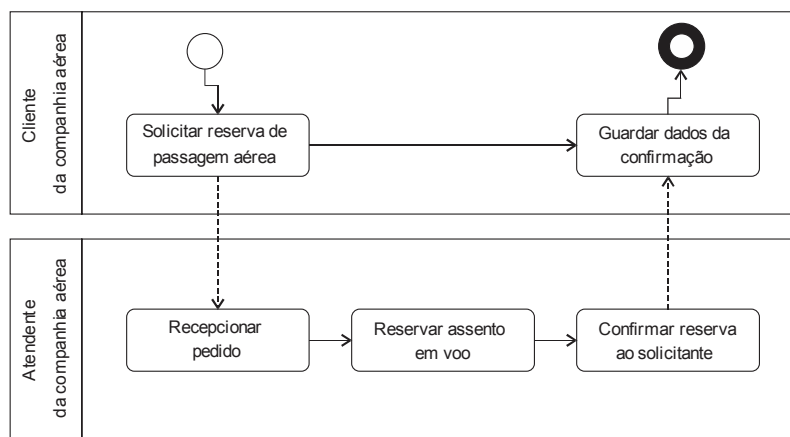 Cliente
da companhia aérea
Solicitar reserva de
passagem aérea
Guardar dados da
confirmação
Atendente
da companhia aérea
Recepcionar
pedido
Reservar assento
em voo
Confirmar reserva
ao solicitante